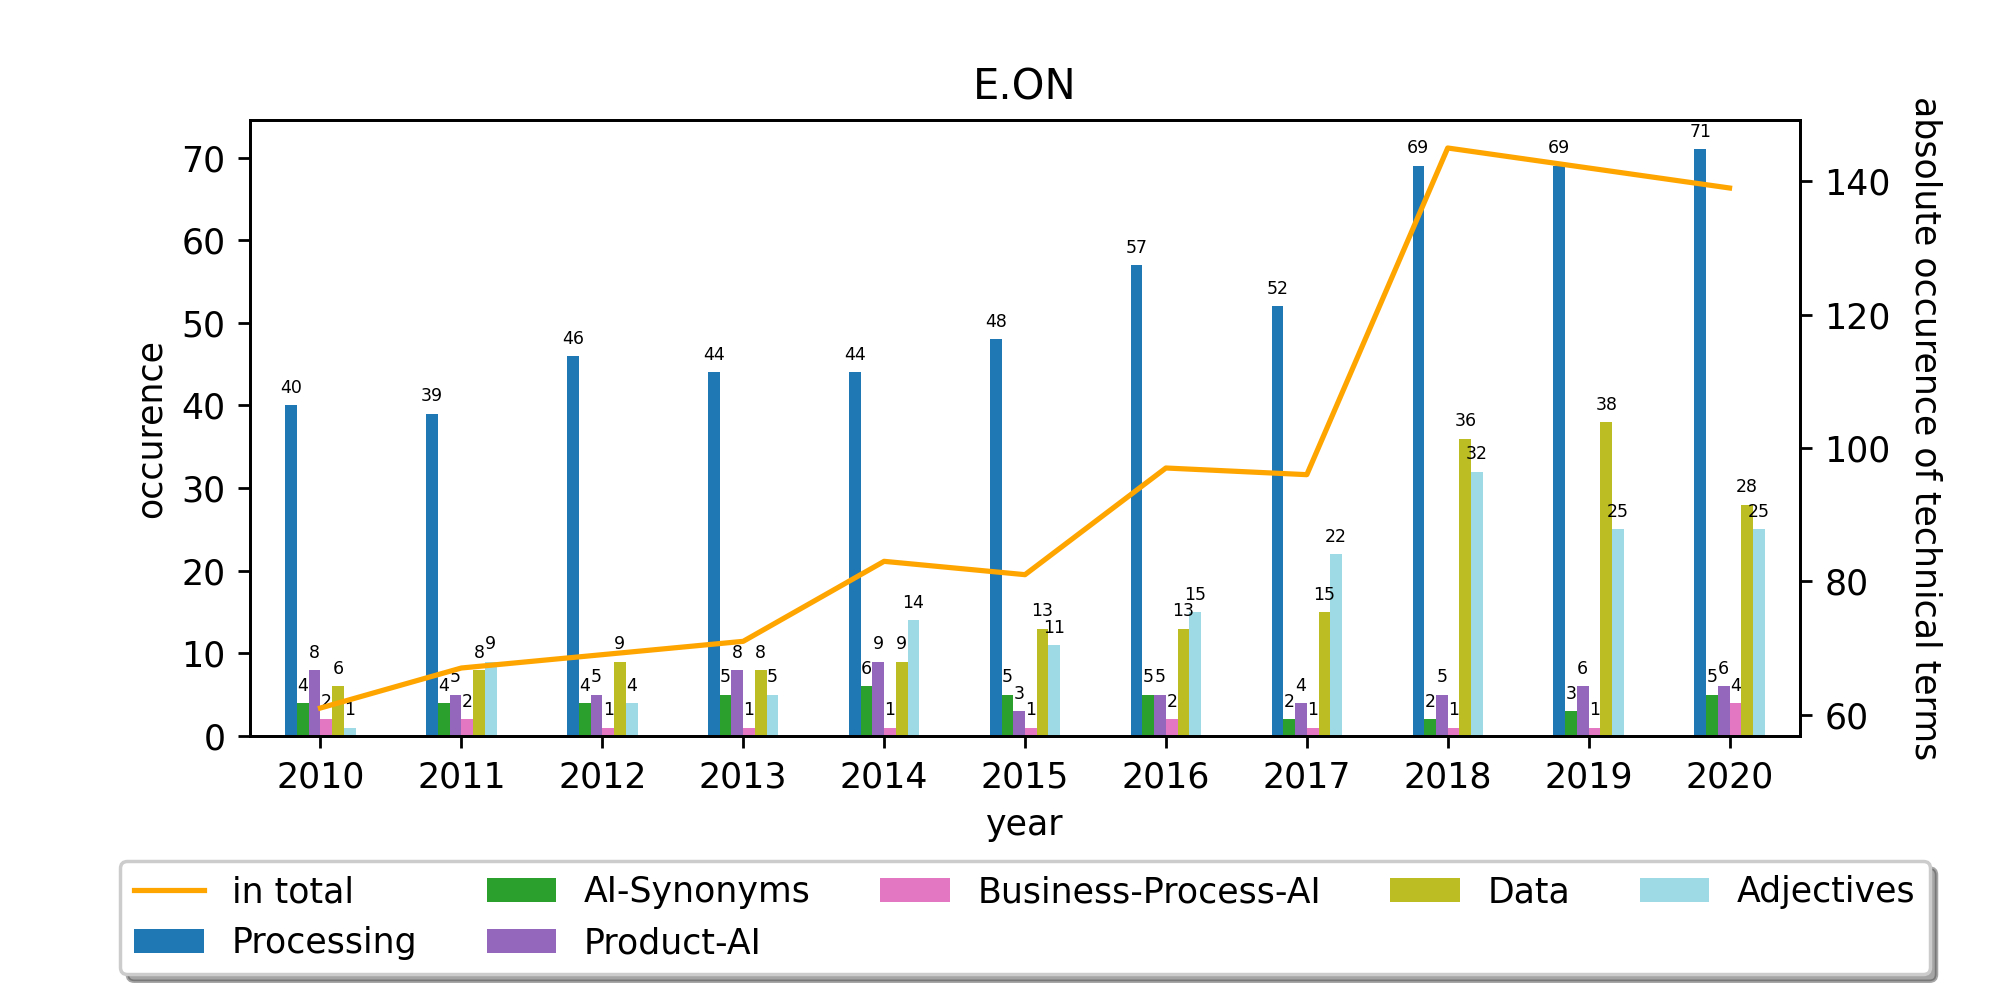 E.ON
occurence
absolute occurence of technical terms
70
60
50
40
30
20
10
0
140
120
100
80
60
40 4 8 2 6 1
39 4 5 2 8 9
46 4 5 1 9 4
44 5 8 1 8 5
44 6 9 1 9 14
48 5 3 1 13 11
57 5 5 2 13 15
52 2 4 1 15 22
69 2 5 1 36 32
69 3 6 1 38 25
71 5 6 4 28 25
2010 2011 2012 2013 2014 2015 2016 2017 2018 2019 2020
year
in total AI-Synonyms Business-Process-AI Data Adjectives
Processing Product-AI